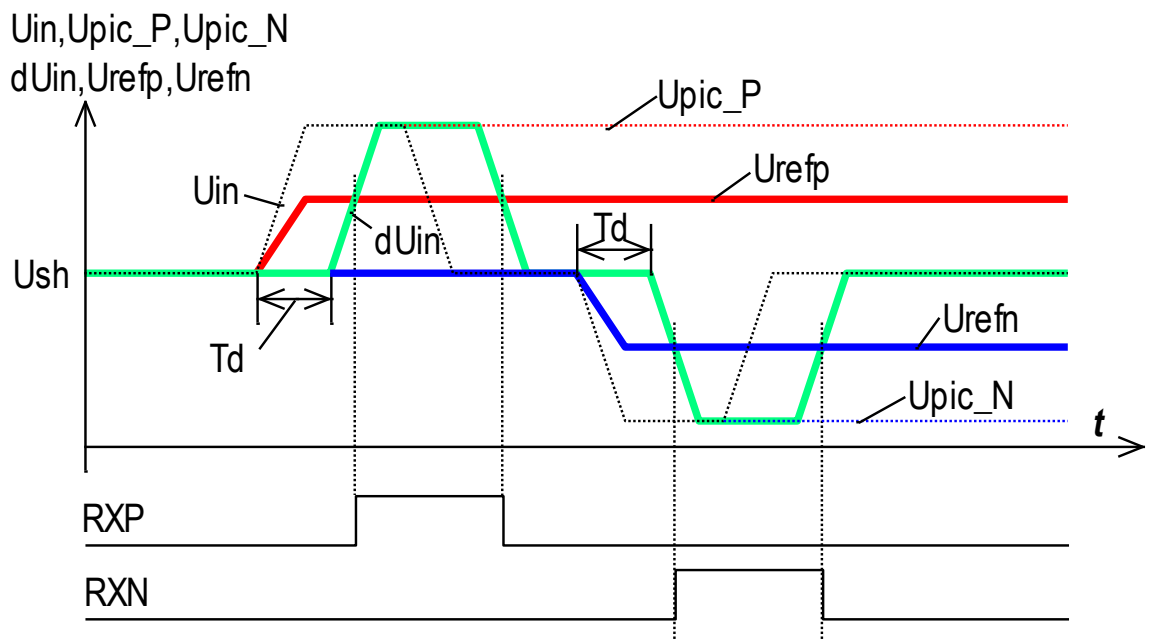 Uin,Upic_P,Upic_N
dUin,Urefp,Urefn
Upic_P
Uin
Urefp
dUin
Td
Ush
Td
Urefn
Upic_N
t
RXP
RXN